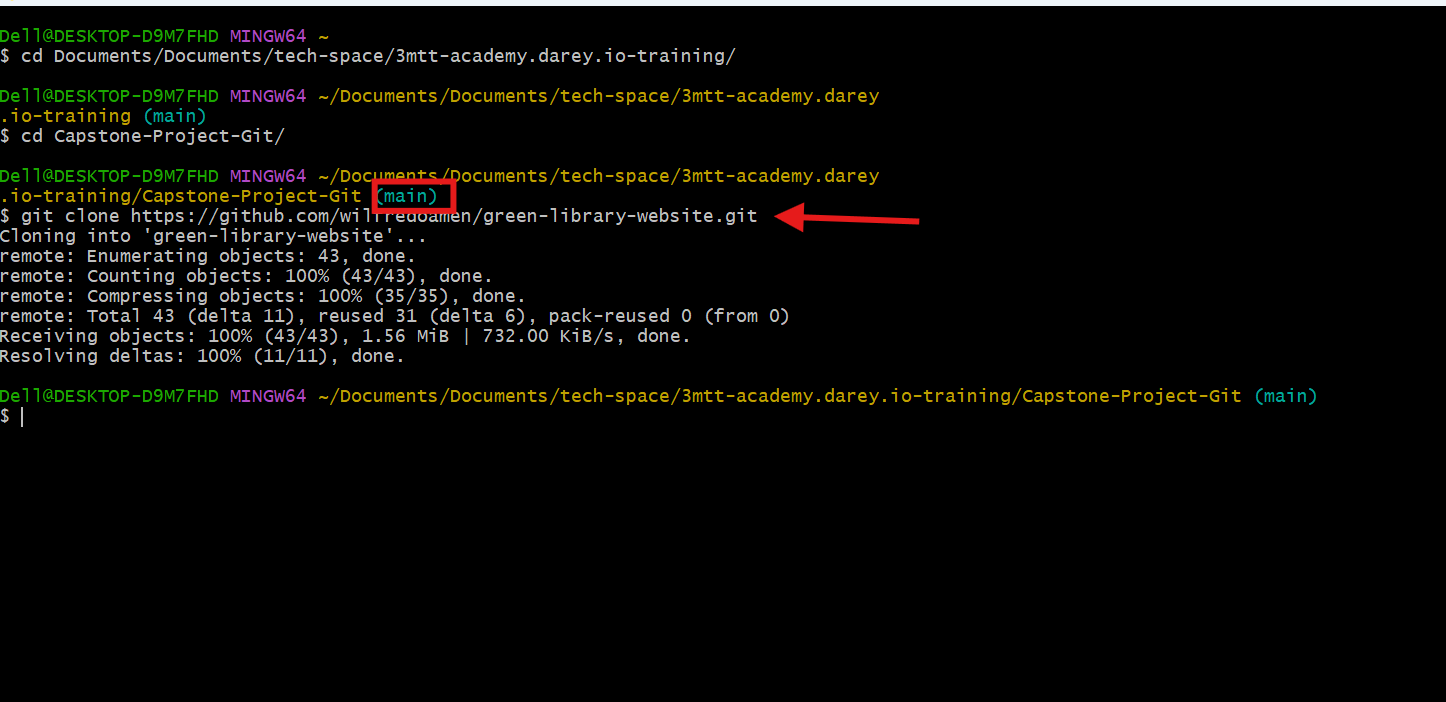 Dell@DESKTOP-D9M7FHD MINGW64 ~
$ cd Documents/Documents/tech-space/3mtt-academy.darey.io-training/
Dell@DESKTOP-D9M7FHD MINGW64 ~/Documents/Documents/tech-space/3mtt-academy.darey
.io-training (main)
$ cd Capstone-Project-Git/
Dell@DESKTOP-D9M7FHD MINGW64 ~/Documents/Documents/tech-space/3mtt-academy.darey
.io-training/Capstone-Project-Git (main)
$ git clone https://github.com/wilfredoamen/green-library-website.git
Cloning into 'green-library-website'...
remote: Enumerating objects: 43, done.
remote: Counting objects: 100% (43/43), done.
remote: Compressing objects: 100% (35/35), done.
remote: Total 43 (delta 11), reused 31 (delta 6), pack-reused 0 (from 0)
Receiving objects: 100% (43/43), 1.56 MiB | 732.00 KiB/s, done.
Resolving deltas: 100% (11/11), done.
Dell@DESKTOP-D9M7FHD MINGW64 ~/Documents/Documents/tech-space/3mtt-academy.darey.io-training/Capstone-Project-Git (main)
$